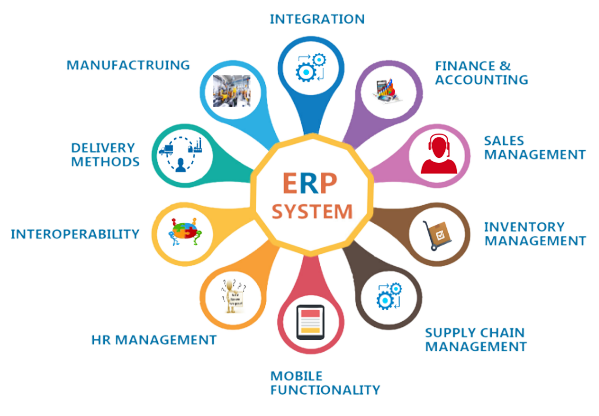 INTEGRATION
FINANCE &
ACCOUNTING
SALES
MANAGEMENT
INVENTORY
MANAGEMENT
SUPPLY CHAIN
MANAGEMENT
MOBILE
FUNCTIONALITY
HR MANAGEMENT
INTEROPERABILITY
DELIVERY
METHODS
MANUFACTRUING
ERP
SYSTEM